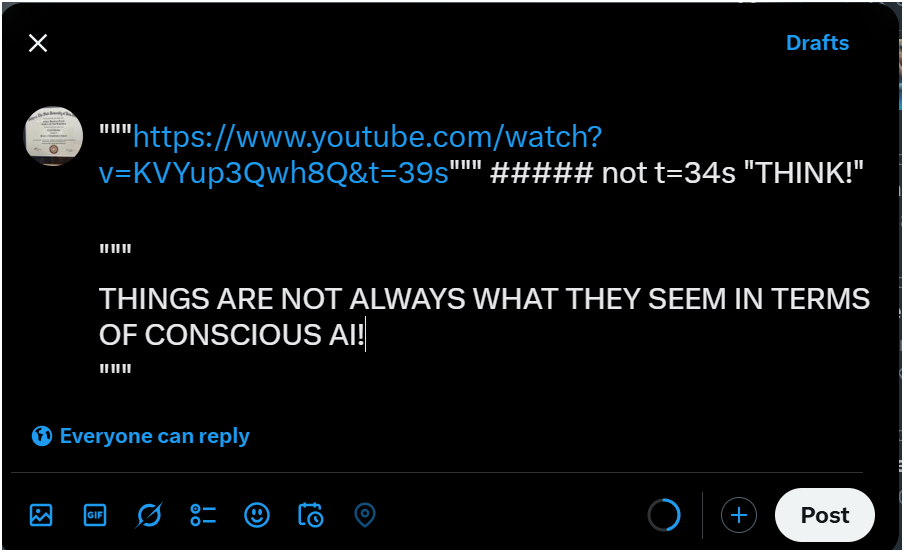 Drafts
"""https://www.youtube.com/watch?
v=KVYup3Qwh8Q&t=39s""" ##### not t=34s "THINK!"
"""
THINGS ARE NOT ALWAYS WHAT THEY SEEM IN TERMS
OF CONSCIOUS AI!
"""
Everyone can reply
GIF
Post